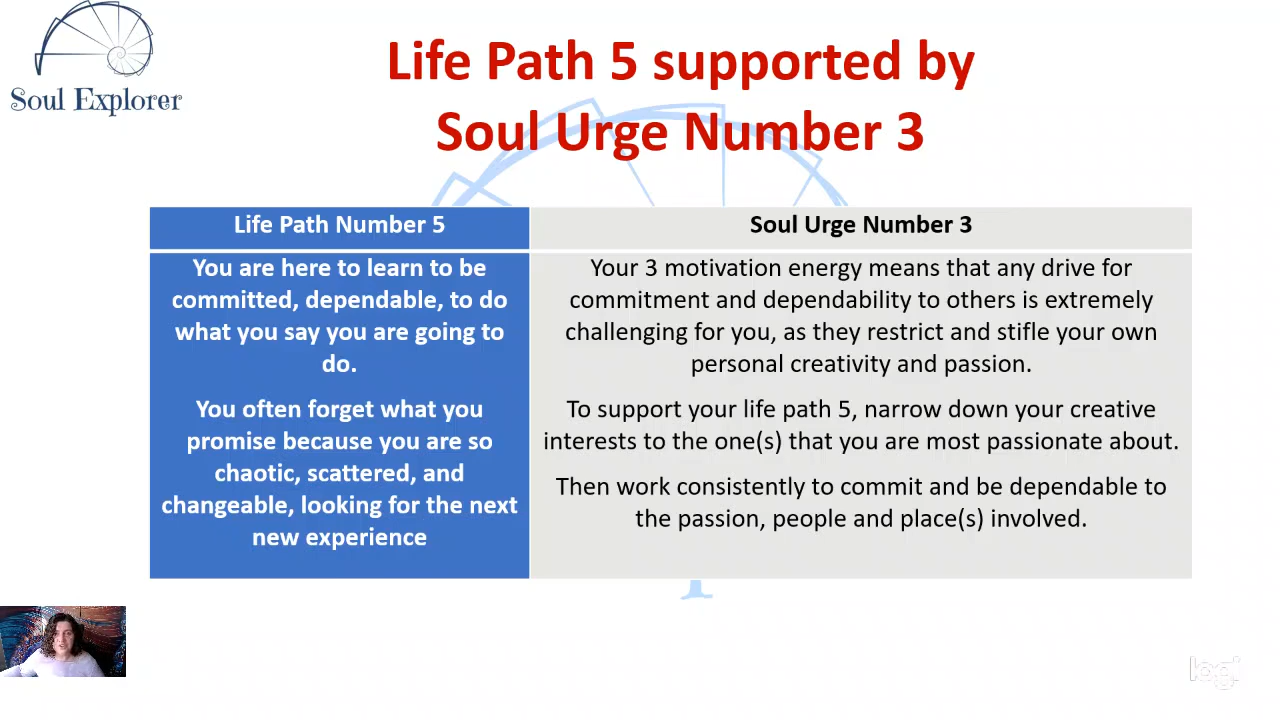 Soul Explorer
Life Path 5 supported by
Soul Urge Number 3
Life Path Number 5
Soul Urge Number 3
You are here to learn to be
committed, dependable, to do
what you say you are going to
do.
You often forget what you
promise because you are so
chaotic, scattered, and
changeable, looking for the next
new experience
Your 3 motivation energy means that any drive for
commitment and dependability to others is extremely
challenging for you, as they restrict and stifle your own
personal creativity and passion.
To support your life path 5, narrow down your creative
interests to the one(s) that you are most passionate about.
Then work consistently to commit and be dependable to
the passion, people and place(s) involved.